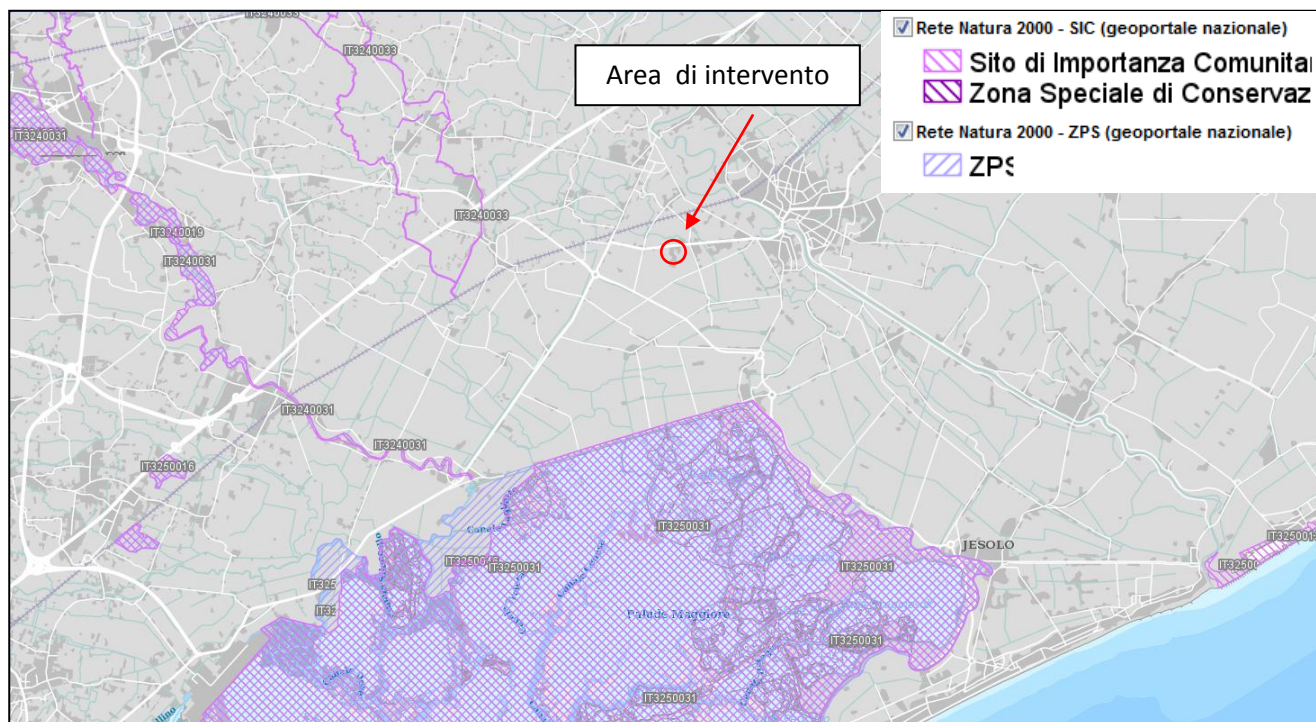 IT3240033
Rete Natura 2000 - SIC (geoportale nazionale)
Sito di Importanza Comunita
Zona Speciale di Conservaz
Rete Natura 2000 - ZPS (geoportale nazionale)
ZPS
Area di intervento
IT3240033
IT3240031
IT3240033
IT3240019
IT3240031
IT3240031
IT3240031
IT3250016
IT3250031
JESOLO
IT3250031
IT3250031
Palude Maggiore
IT3250031
IT3250031